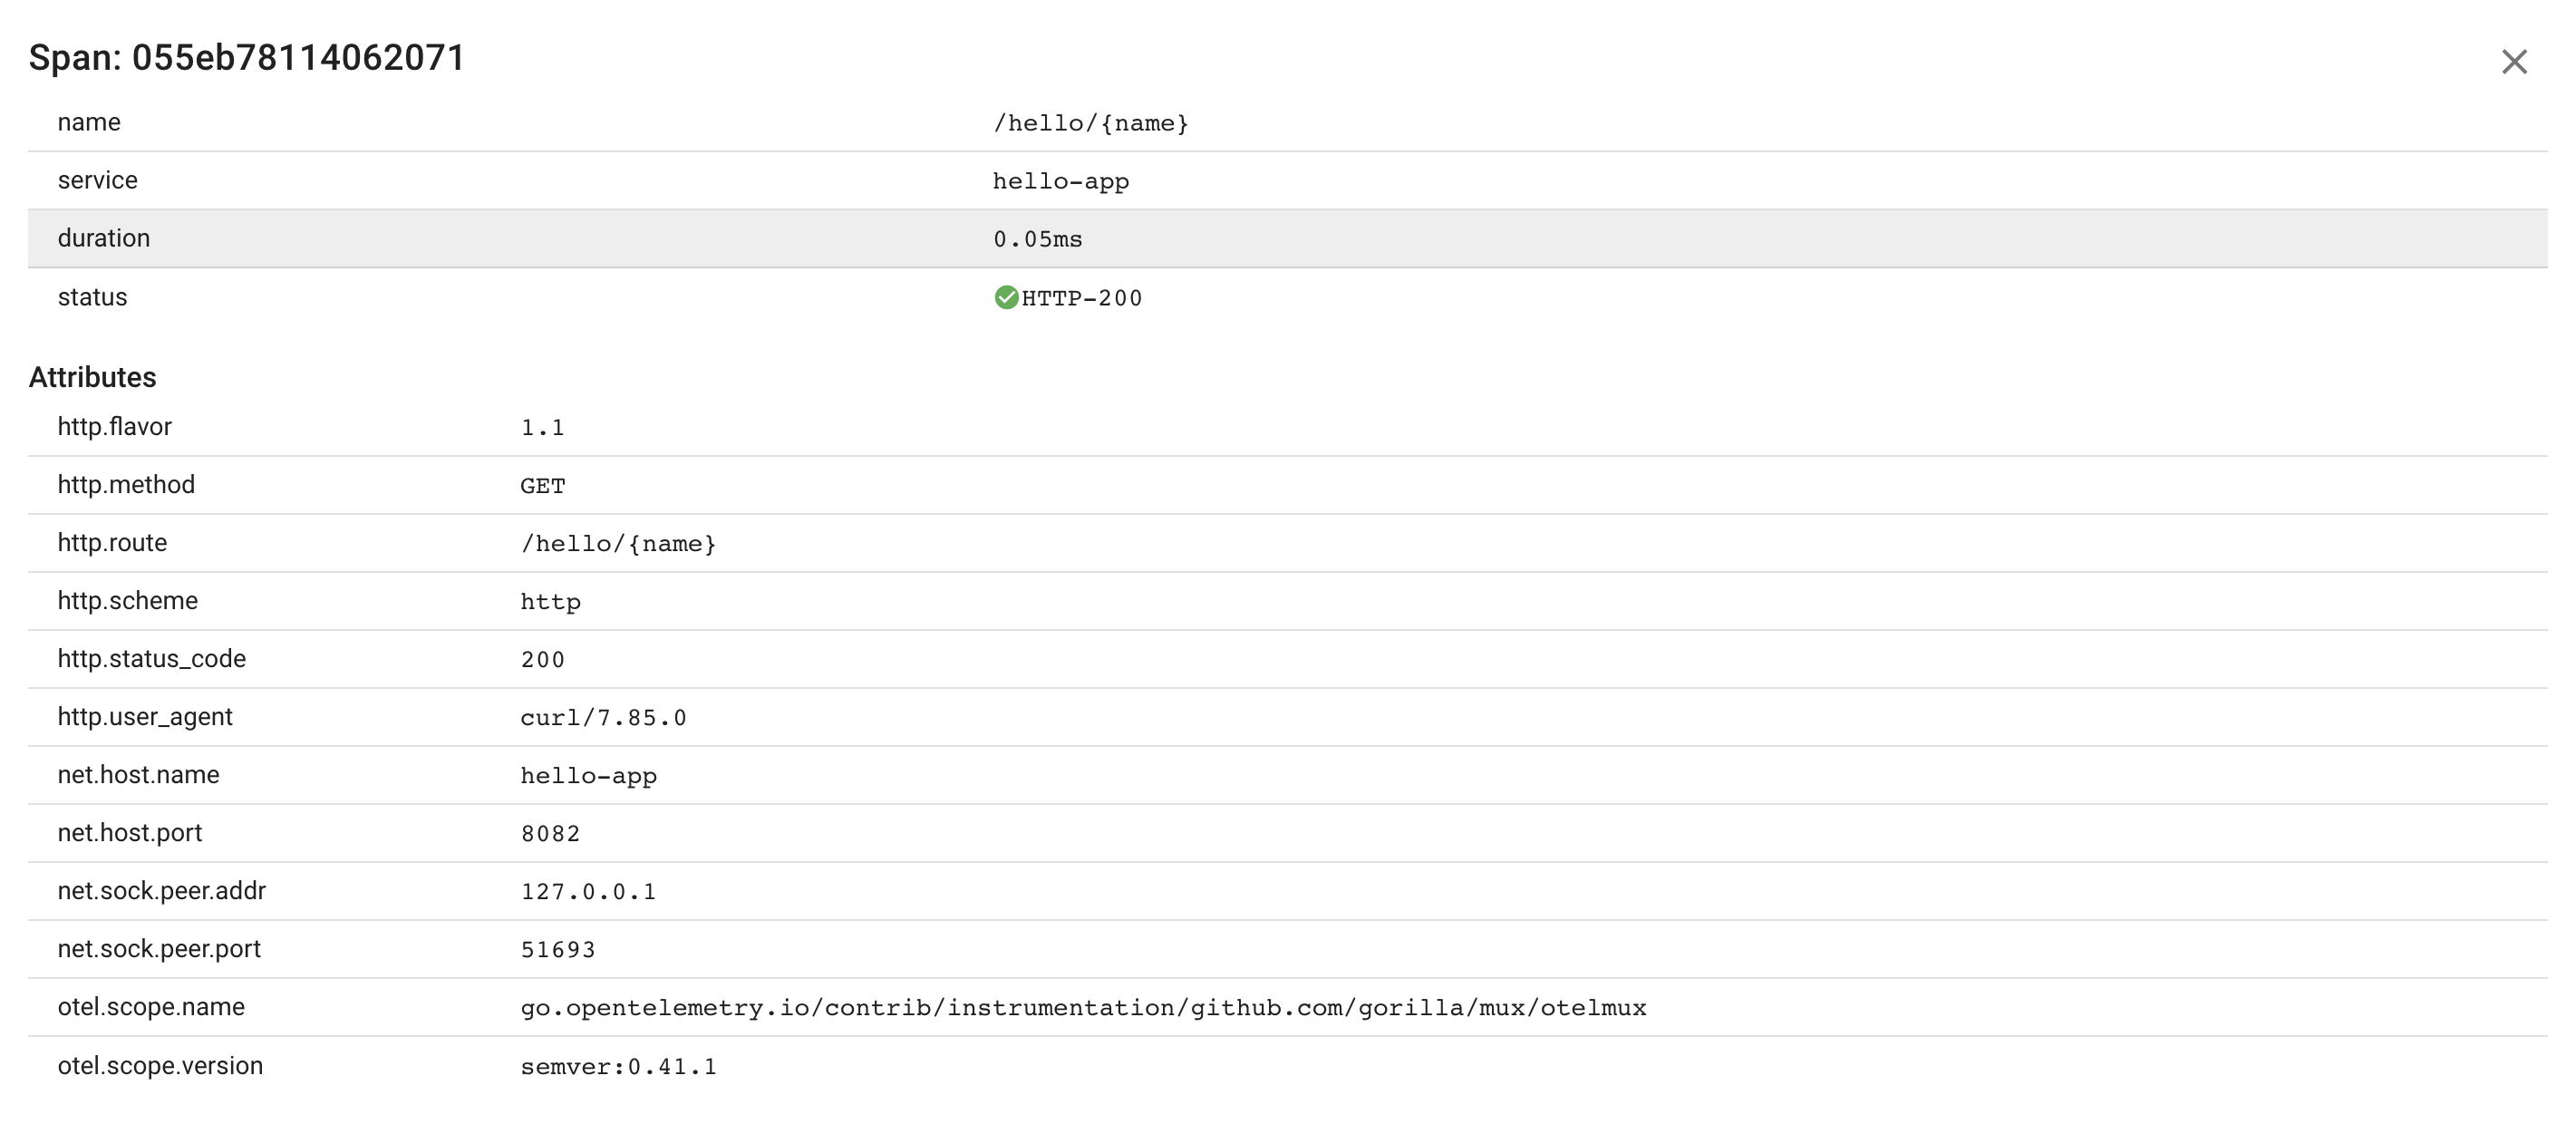 Span: 055eb78114062071
name /hello/{name}
service hello-app
duration 0.05ms
status HTTP-200
Attributes
http.flavor 1.1
http.method GET
http.route /hello/{name}
http.scheme http
http.status_code 200
http.user_agent curl/7.85.0
net.host.name hello-app
net.host.port 8082
net.sock.peer.addr 127.0.0.1
net.sock.peer.port 51693
otel.scope.name go.opentelemetry.io/contrib/instrumentation/github.com/gorilla/mux/otelmux
otel.scope.version semver:0.41.1